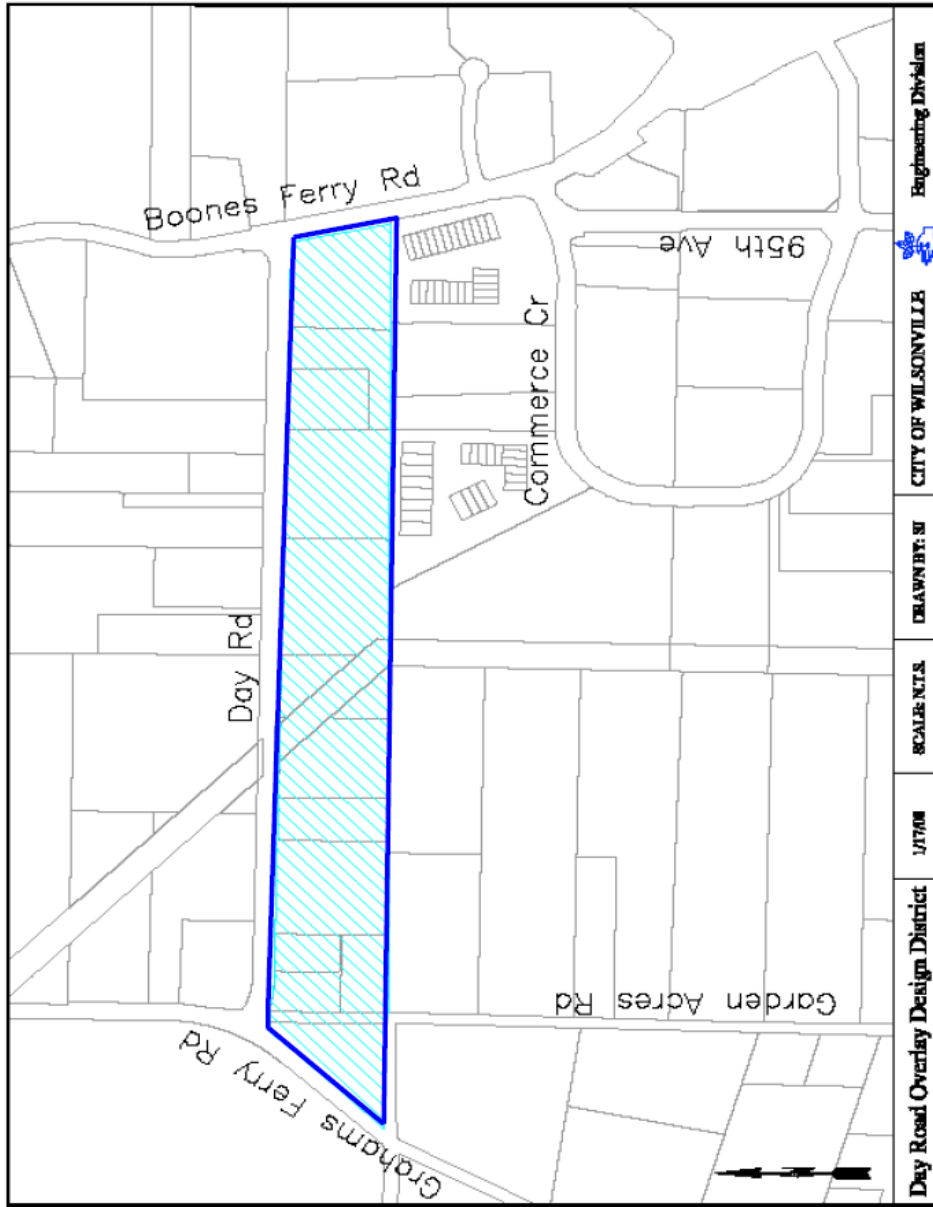 Boones Ferry Rd
95th Ave
Commerce Cr
Day Rd
Grahams Ferry Rd
Garden Acres Rd
Day Road Overlay Design District
1/17/08
SCALE: N.T.S.
DRAWN BY:
CITY OF WILSONVILLE
Engineering Division